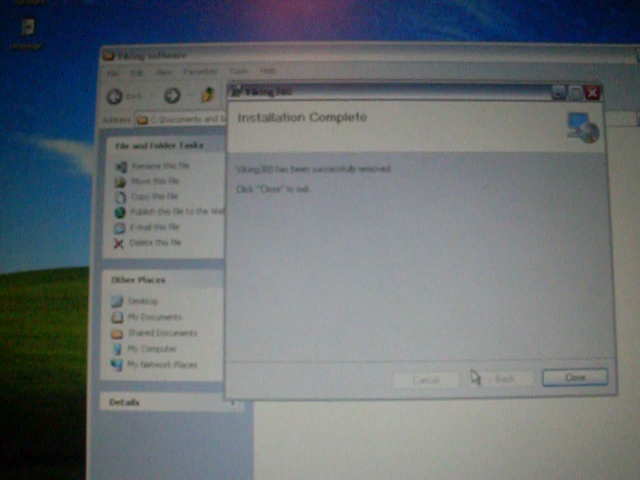 Viking software
File Edit View Favorites Tools Help
Back
Address C:\Documents and S
File and Folder Tasks
Rename this file
Move this file
Copy this file
Publish this file to the Web
E-mail this file
Delete this file
Other Places
Desktop
My Documents
Shared Documents
My Computer
My Network Places
Details
Viking360
Installation Complete
Viking360 has been successfully removed.
Click "Close" to exit.
Cancel Back Close